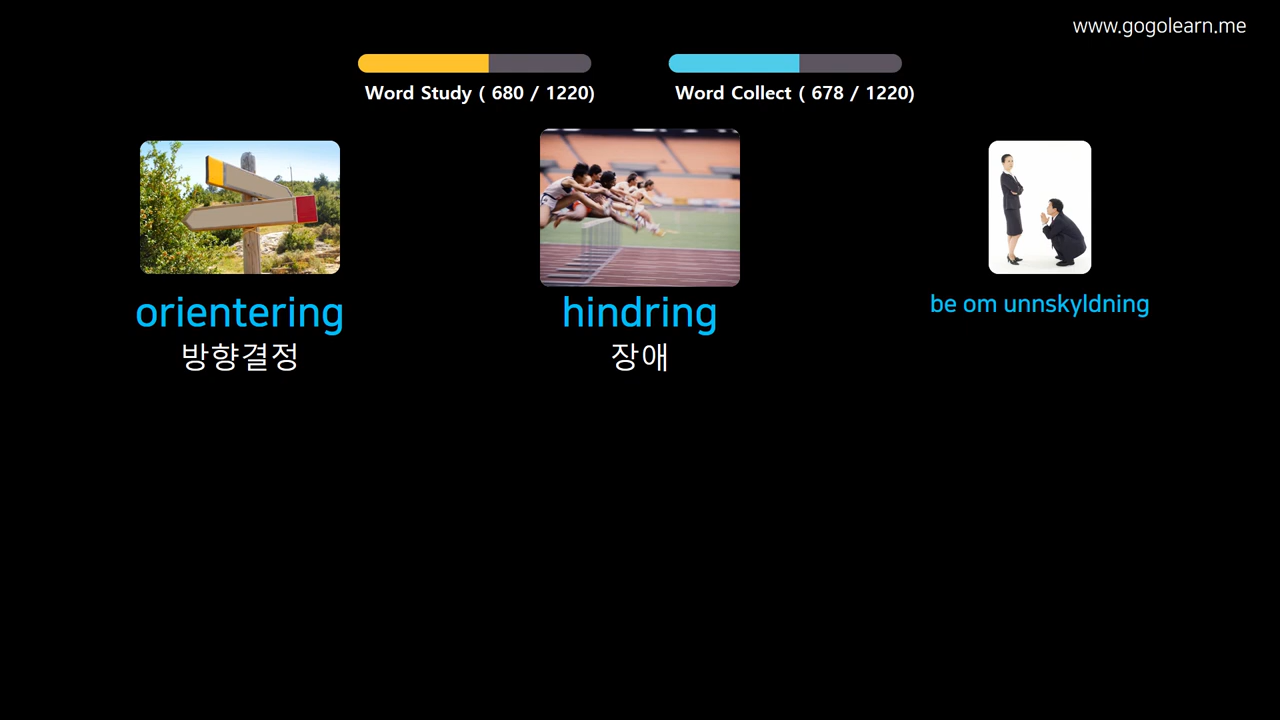 www.gogolearn.me
Word Study ( 680 / 1220)
Word Collect ( 678 / 1220)
orientering
hindring
be om unnskyldning
방향결정
장애